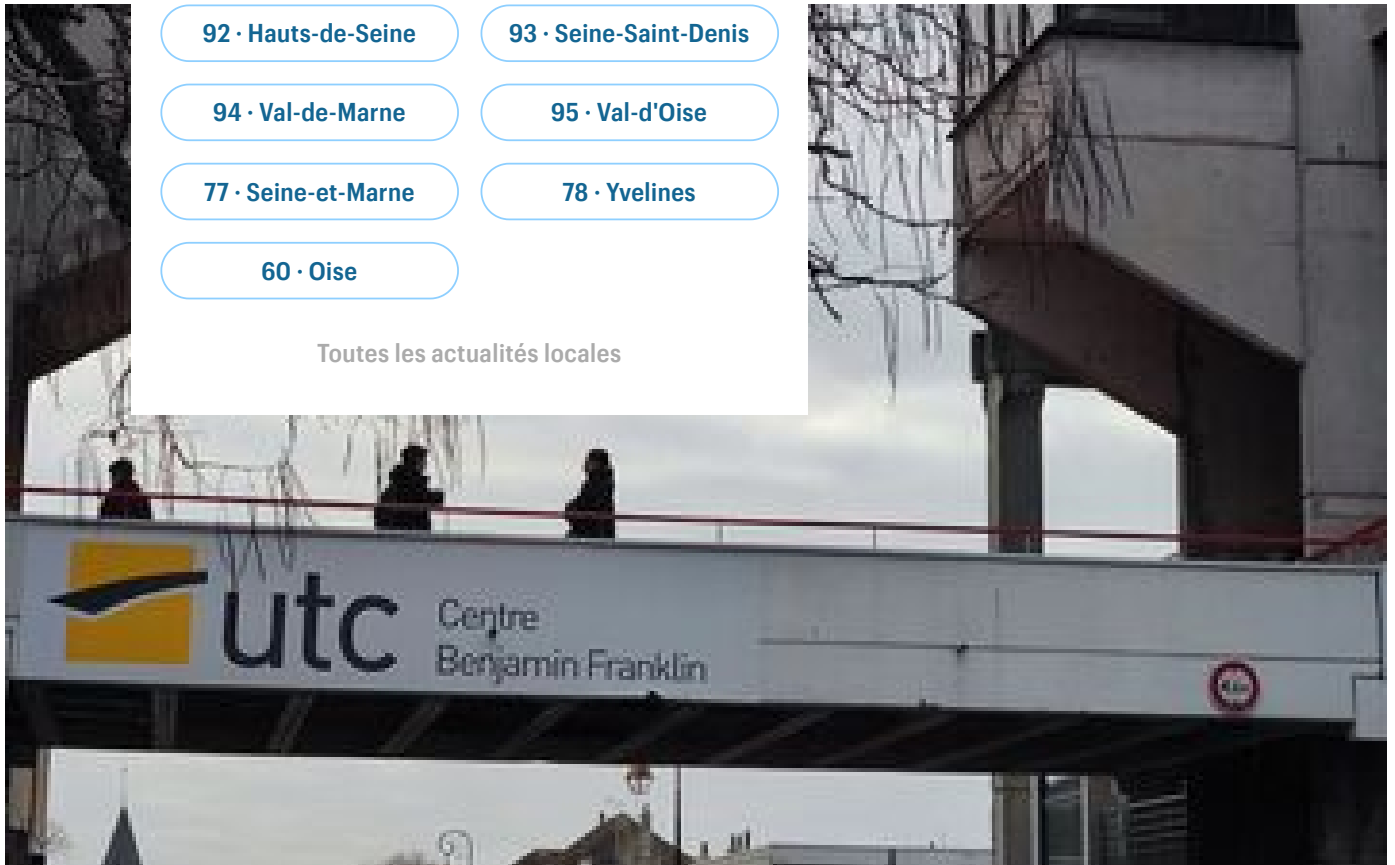 92 · Hauts-de-Seine
93 · Seine-Saint-Denis
94 · Val-de-Marne
95 · Val-d'Oise
77 · Seine-et-Marne
78 · Yvelines
60 · Oise
Toutes les actualités locales
utc
Centre
Benjamin Franklin